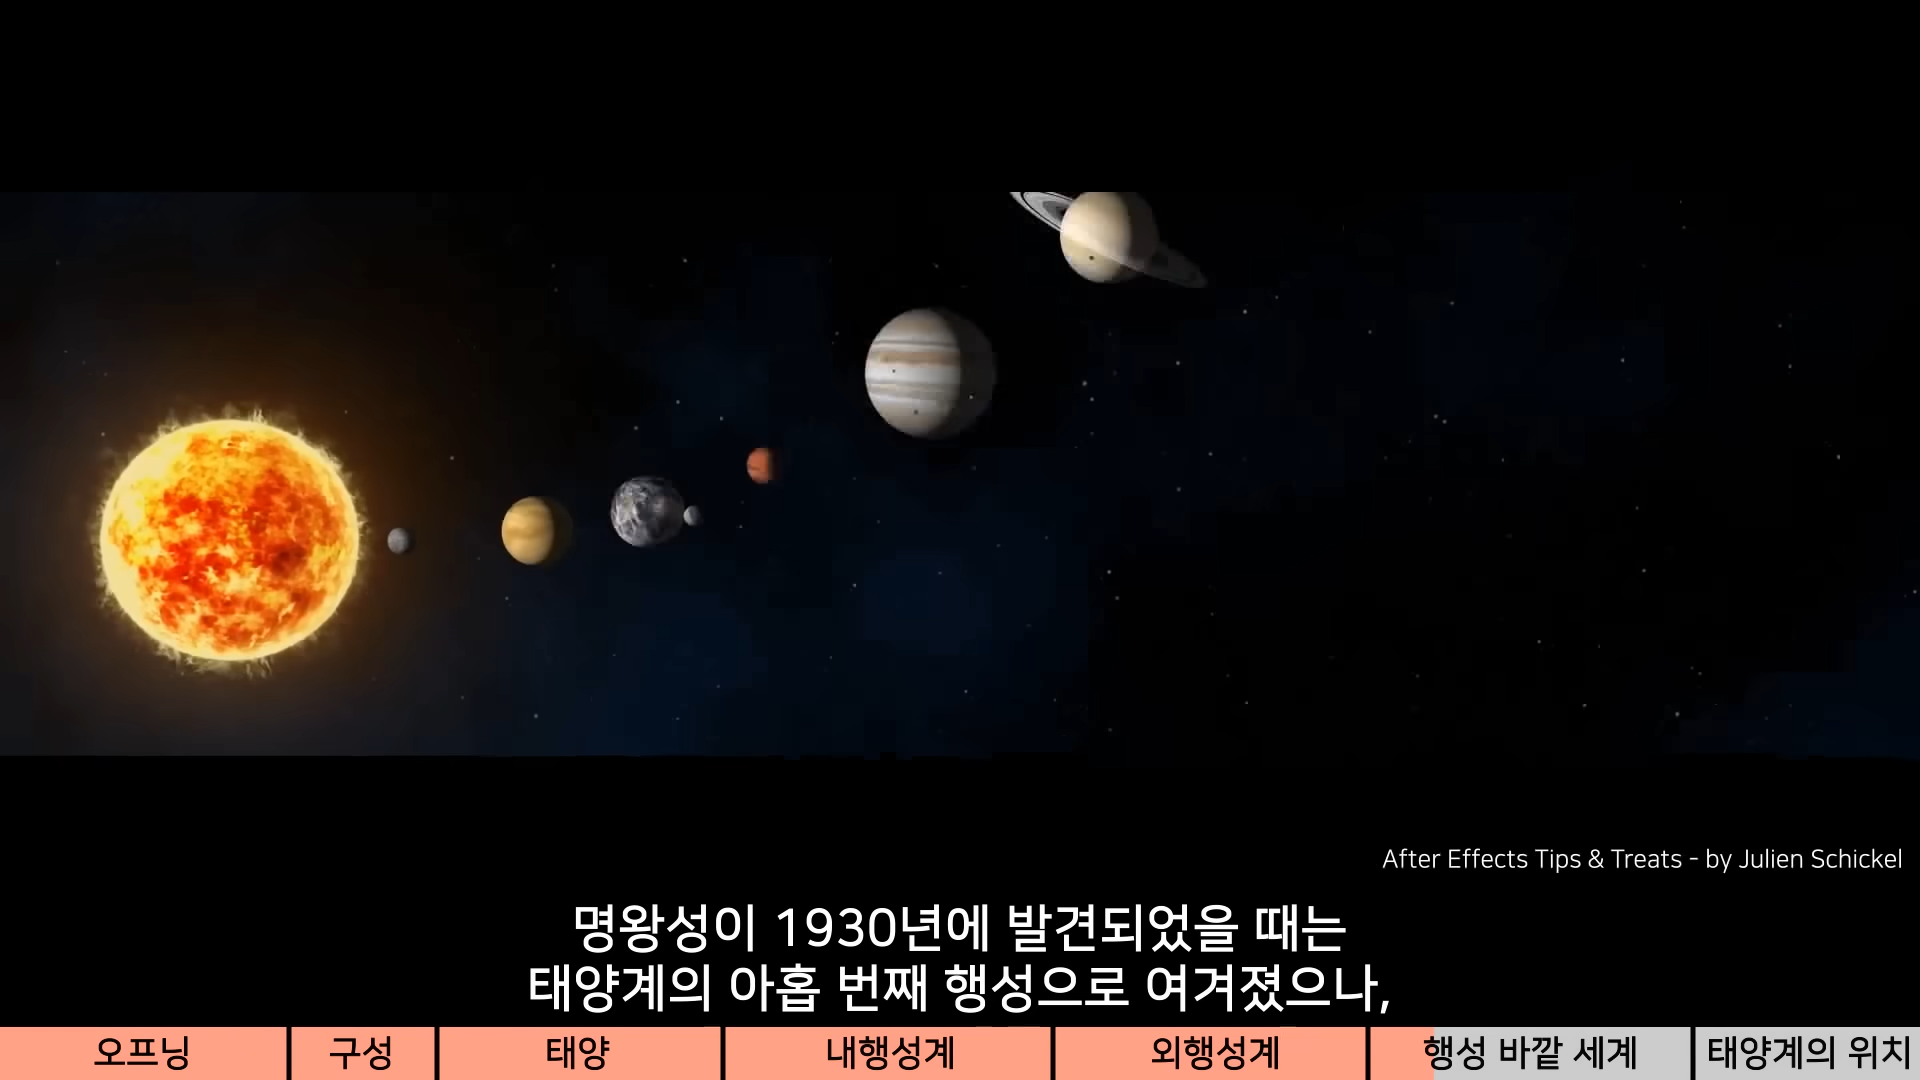 After Effects Tips & Treats - by Julien Schickel
명왕성이 1930년에 발견되었을 때는
태양계의 아홉 번째 행성으로 여겨졌으나,
오프닝 구성 태양 내행성계 외행성계 행성 바깥 세계 태양계의 위치